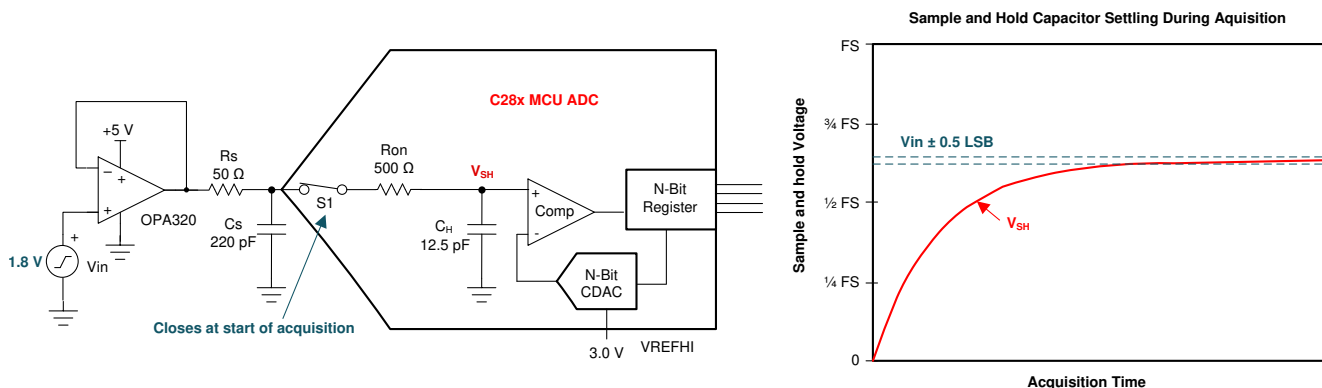 C28x MCU ADC
+5 V
−
+
+
OPA320
Rs
50 Ω
Cs
220 pF
1.8 V
+
Vin
S1
Closes at start of acquisition
Ron
500 Ω
VSH
CH
12.5 pF
+
Comp
-
N-Bit
Register
N-Bit
CDAC
3.0 V
VREFHI
Sample and Hold Capacitor Settling During Aquisition
Sample and hold Voltage
FS
¾ FS
½ FS
¼ FS
0
Vin ± 0.5 LSB
VSH
Acquisition Time